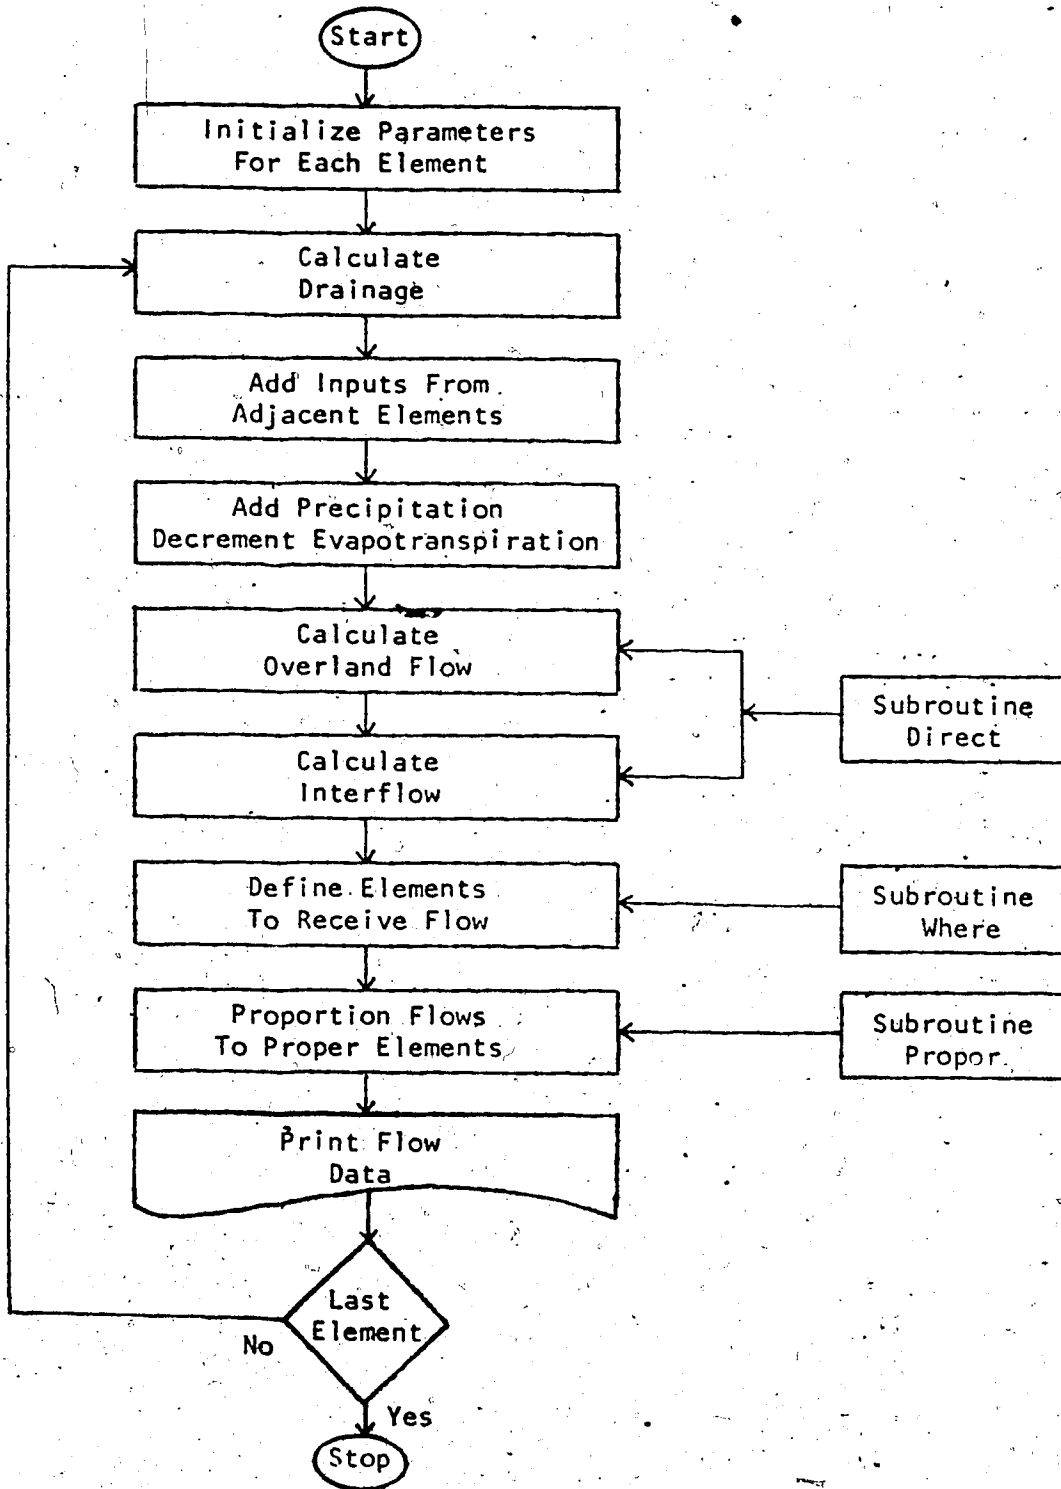 Start
Initialize Parameters
For Each Element
Calculate
Drainage
Add Inputs From
Adjacent Elements
Add Precipitation
Decrement Evapotranspiration
Calculate
Overland Flow
Subroutine
Direct
Calculate
Interflow
Define Elements
To Receive Flow
Subroutine
Where
Proportion Flows
To Proper Elements
Subroutine
Propor.
Print Flow
Data
Last
Element
No
Yes
Stop